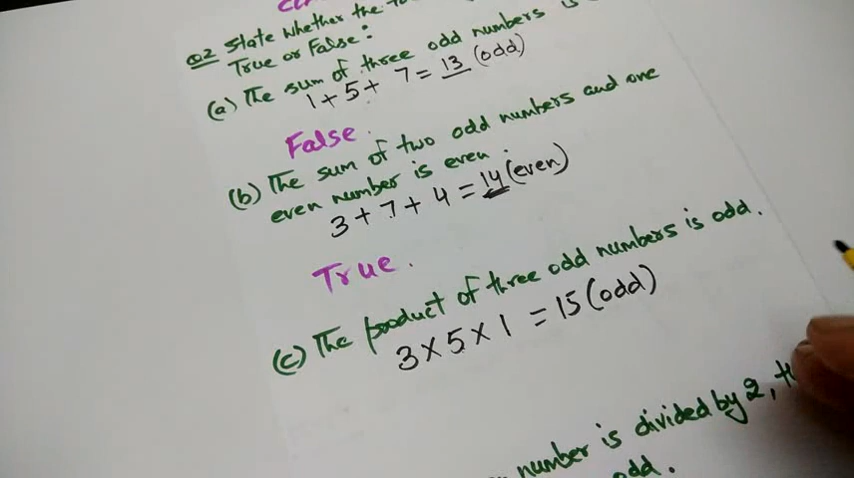 Q2 State whether the
True or False:
(a) The sum of three odd numbers is
1 + 5 + 7 = 13 (odd)
False.
(b) The sum of two odd numbers and one
even number is even.
3 + 7 + 4 = 14 (even)
True.
(c) The product of three odd numbers is odd.
3 × 5 × 1 = 15 (odd)
number is divided by 2,
odd.